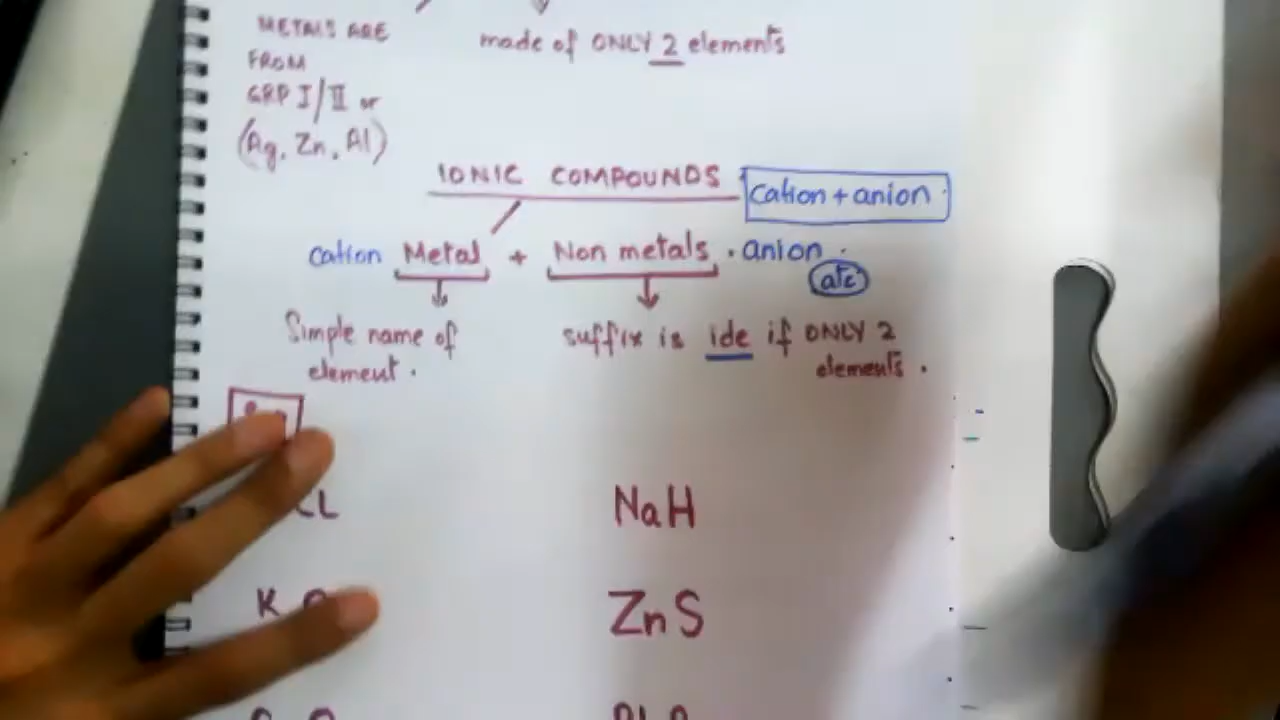 METALS ARE
FROM
GRP I/II or
(Ag, Zn, Al)
made of ONLY 2 elements
IONIC COMPOUNDS
cation + anion
cation Metal + Non metals . anion .
ate
Simple name of
element .
suffix is ide if ONLY 2
elements .
NaH
K
ZnS